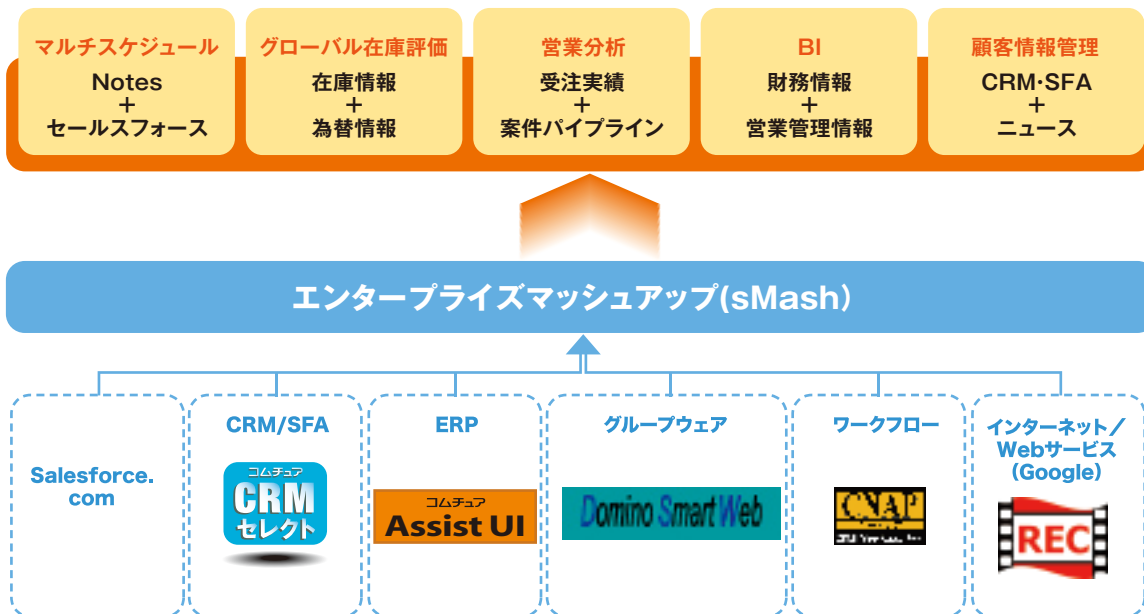 マルチスケジュール
Notes
+
セールスフォース
グローバル在庫評価
在庫情報
+
為替情報
営業分析
受注実績
+
案件パイプライン
BI
財務情報
+
営業管理情報
顧客情報管理
CRM･SFA
+
ニュース
エンタープライズマッシュアップ(sMash)
Salesforce.
com
CRM/SFA
コムチュア
CRM
セレクト
ERP
コムチュア
Assist UI
グループウェア
Domino Smart Web
ワークフロー
CNAP
インターネット／
Webサービス
(Google)
REC